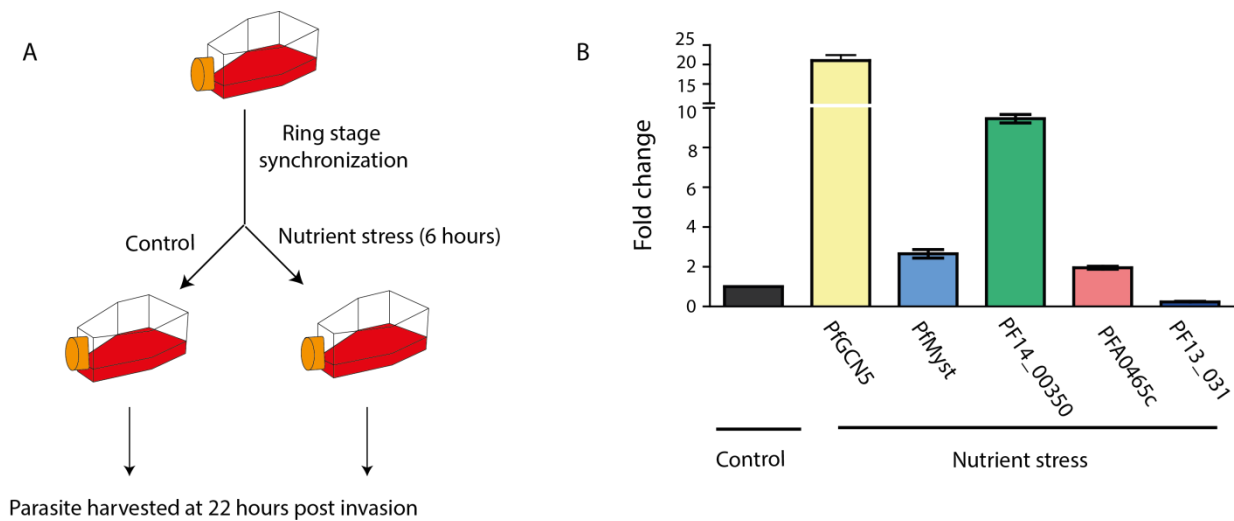 A
Ring stage
synchronization
Control
Nutrient stress (6 hours)
Parasite harvested at 22 hours post invasion
B
Fold change
25
20
15
10
8
6
4
2
0
PfGCN5
PfMyst
PF14_00350
PFA0465c
PF13_031
Control
Nutrient stress